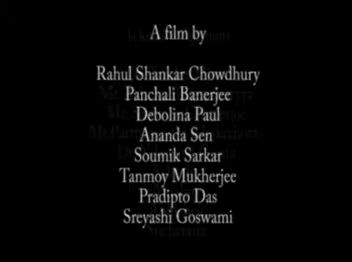 A film by
Rahul Shankar Chowdhury
Panchali Banerjee
Debolina Paul
Ananda Sen
Soumik Sarkar
Tanmoy Mukherjee
Pradipto Das
Sreyashi Goswami